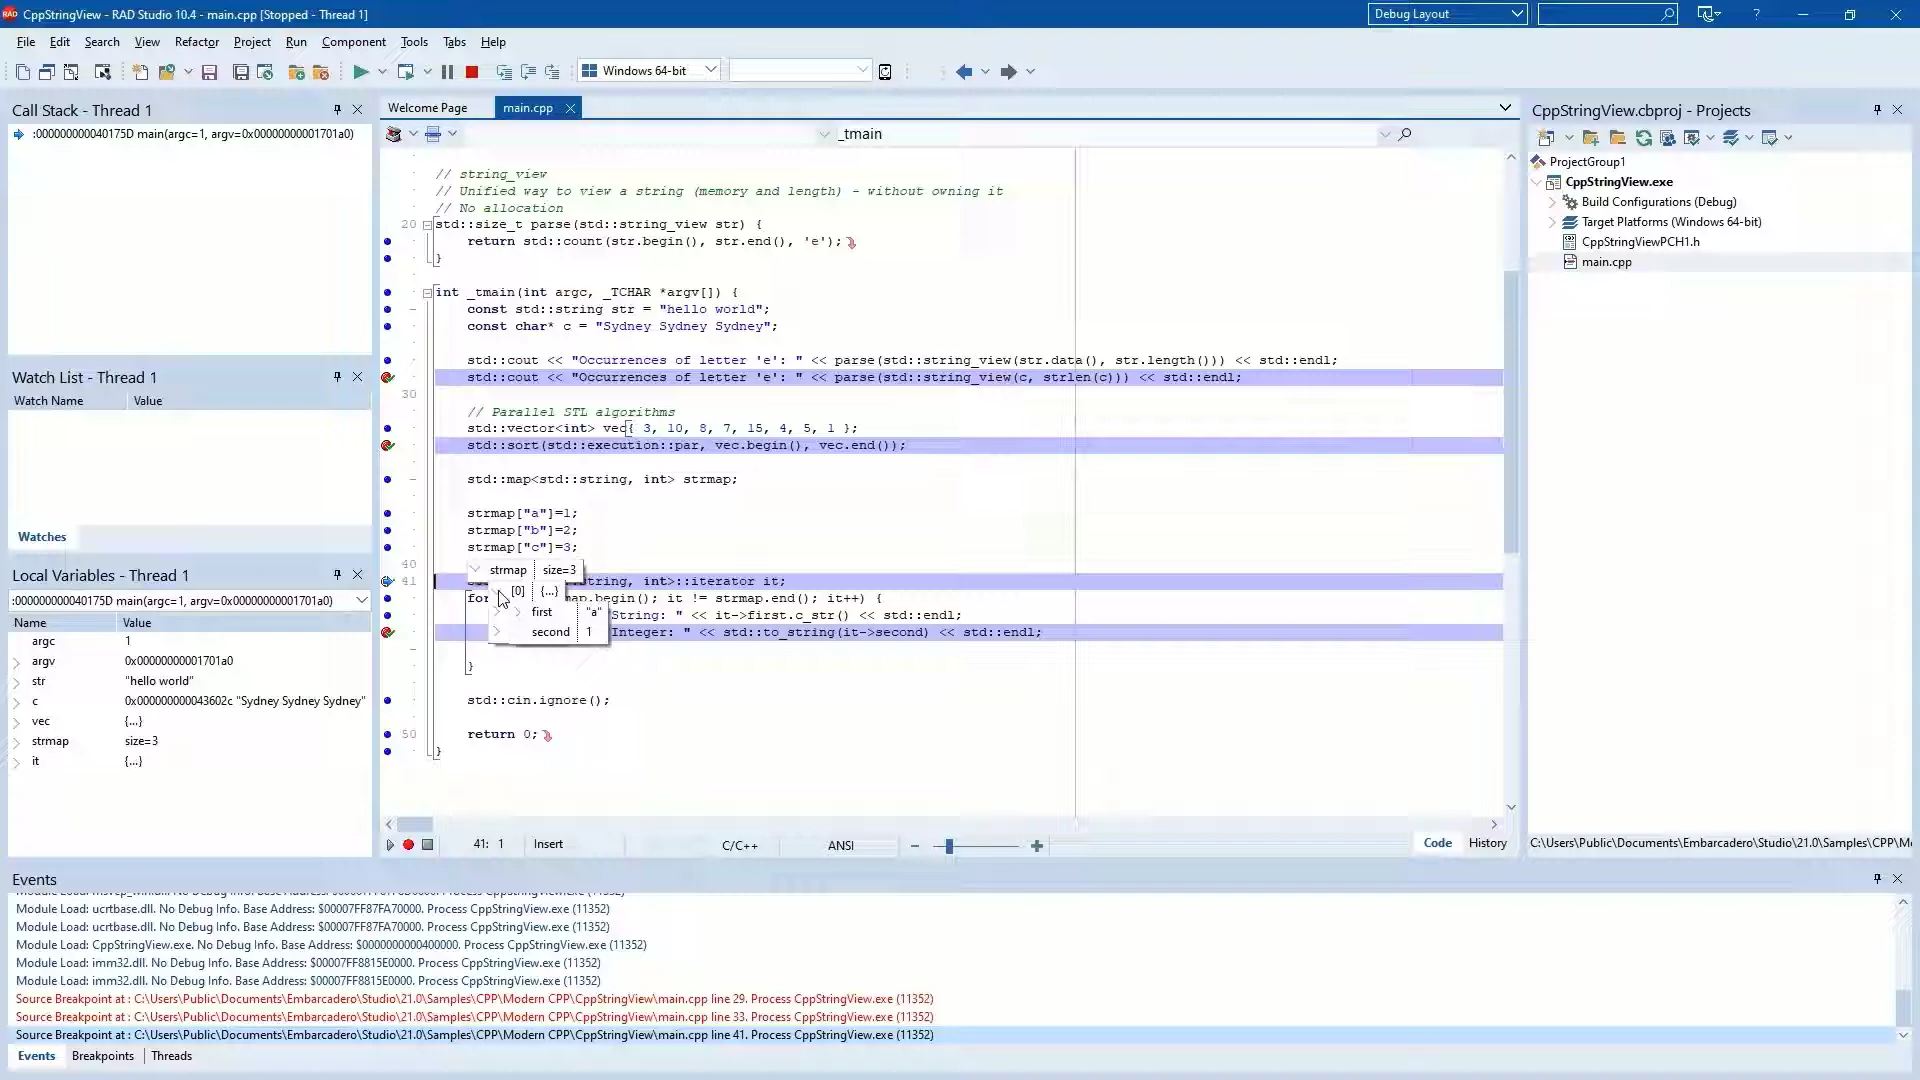 CppStringView - RAD Studio 10.4 - main.cpp [Stopped - Thread 1]
Debug Layout
File Edit Search View Refactor Project Run Component Tools Tabs Help
Windows 64-bit
Call Stack - Thread 1
:000000000040175D main(argc=1, argv=0x00000000001701a0)
Watch List - Thread 1
Watch Name Value
Watches
Local Variables - Thread 1
:000000000040175D main(argc=1, argv=0x00000000001701a0)
Name Value
argc 1
argv 0x00000000001701a0
str "hello world"
c 0x000000000043602c "Sydney Sydney Sydney"
vec {...}
strmap size=3
it {...}
Welcome Page main.cpp
_tmain
// string_view
// Unified way to view a string (memory and length) - without owning it
// No allocation
20 std::size_t parse(std::string_view str) {
return std::count(str.begin(), str.end(), 'e');
}
int _tmain(int argc, _TCHAR *argv[]) {
const std::string str = "hello world";
const char* c = "Sydney Sydney Sydney";
std::cout << "Occurrences of letter 'e': " << parse(std::string_view(str.data(), str.length())) << std::endl;
std::cout << "Occurrences of letter 'e': " << parse(std::string_view(c, strlen(c))) << std::endl;
30
// Parallel STL algorithms
std::vector<int> vec{ 3, 10, 8, 7, 15, 4, 5, 1 };
std::sort(std::execution::par, vec.begin(), vec.end());
std::map<std::string, int> strmap;
strmap["a"]=1;
strmap["b"]=2;
strmap["c"]=3;
40
strmap size=3
41 string, int>::iterator it;
[0] {...}
for map.begin(); it != strmap.end(); it++) {
first "a"
String: " << it->first.c_str() << std::endl;
second 1
Integer: " << std::to_string(it->second) << std::endl;
}
std::cin.ignore();
50 return 0;
}
41: 1 Insert C/C++ ANSI Code History
CppStringView.cbproj - Projects
ProjectGroup1
CppStringView.exe
Build Configurations (Debug)
Target Platforms (Windows 64-bit)
CppStringViewPCH1.h
main.cpp
C:\Users\Public\Documents\Embarcadero\Studio\21.0\Samples\CPP\M
Events
Module Load: ucrtbase.dll. No Debug Info. Base Address: $00007FF87FA70000. Process CppStringView.exe (11352)
Module Load: ucrtbase.dll. No Debug Info. Base Address: $00007FF87FA70000. Process CppStringView.exe (11352)
Module Load: CppStringView.exe. No Debug Info. Base Address: $0000000000400000. Process CppStringView.exe (11352)
Module Load: imm32.dll. No Debug Info. Base Address: $00007FF8815E0000. Process CppStringView.exe (11352)
Module Load: imm32.dll. No Debug Info. Base Address: $00007FF8815E0000. Process CppStringView.exe (11352)
Source Breakpoint at : C:\Users\Public\Documents\Embarcadero\Studio\21.0\Samples\CPP\Modern CPP\CppStringView\main.cpp line 29. Process CppStringView.exe (11352)
Source Breakpoint at : C:\Users\Public\Documents\Embarcadero\Studio\21.0\Samples\CPP\Modern CPP\CppStringView\main.cpp line 33. Process CppStringView.exe (11352)
Source Breakpoint at : C:\Users\Public\Documents\Embarcadero\Studio\21.0\Samples\CPP\Modern CPP\CppStringView\main.cpp line 41. Process CppStringView.exe (11352)
Events Breakpoints Threads